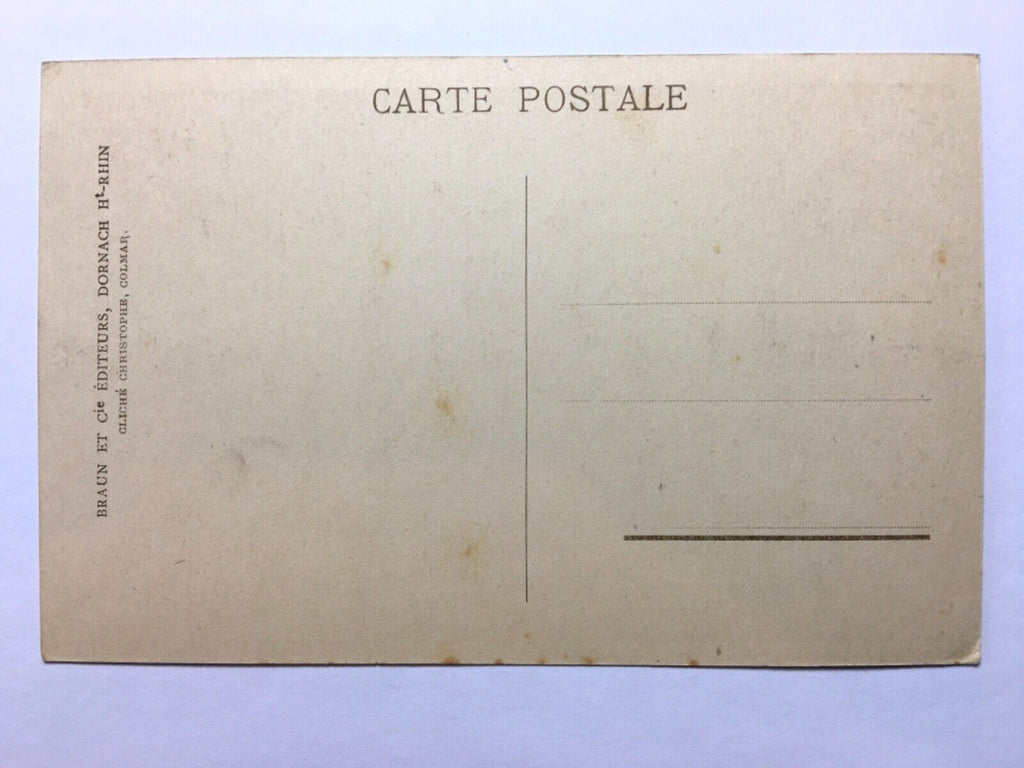 CARTE POSTALE
BRAUN ET Cie ÉDITEURS, DORNACH Ht-RHIN
CLICHÉ CHRISTOPHE, COLMAR.